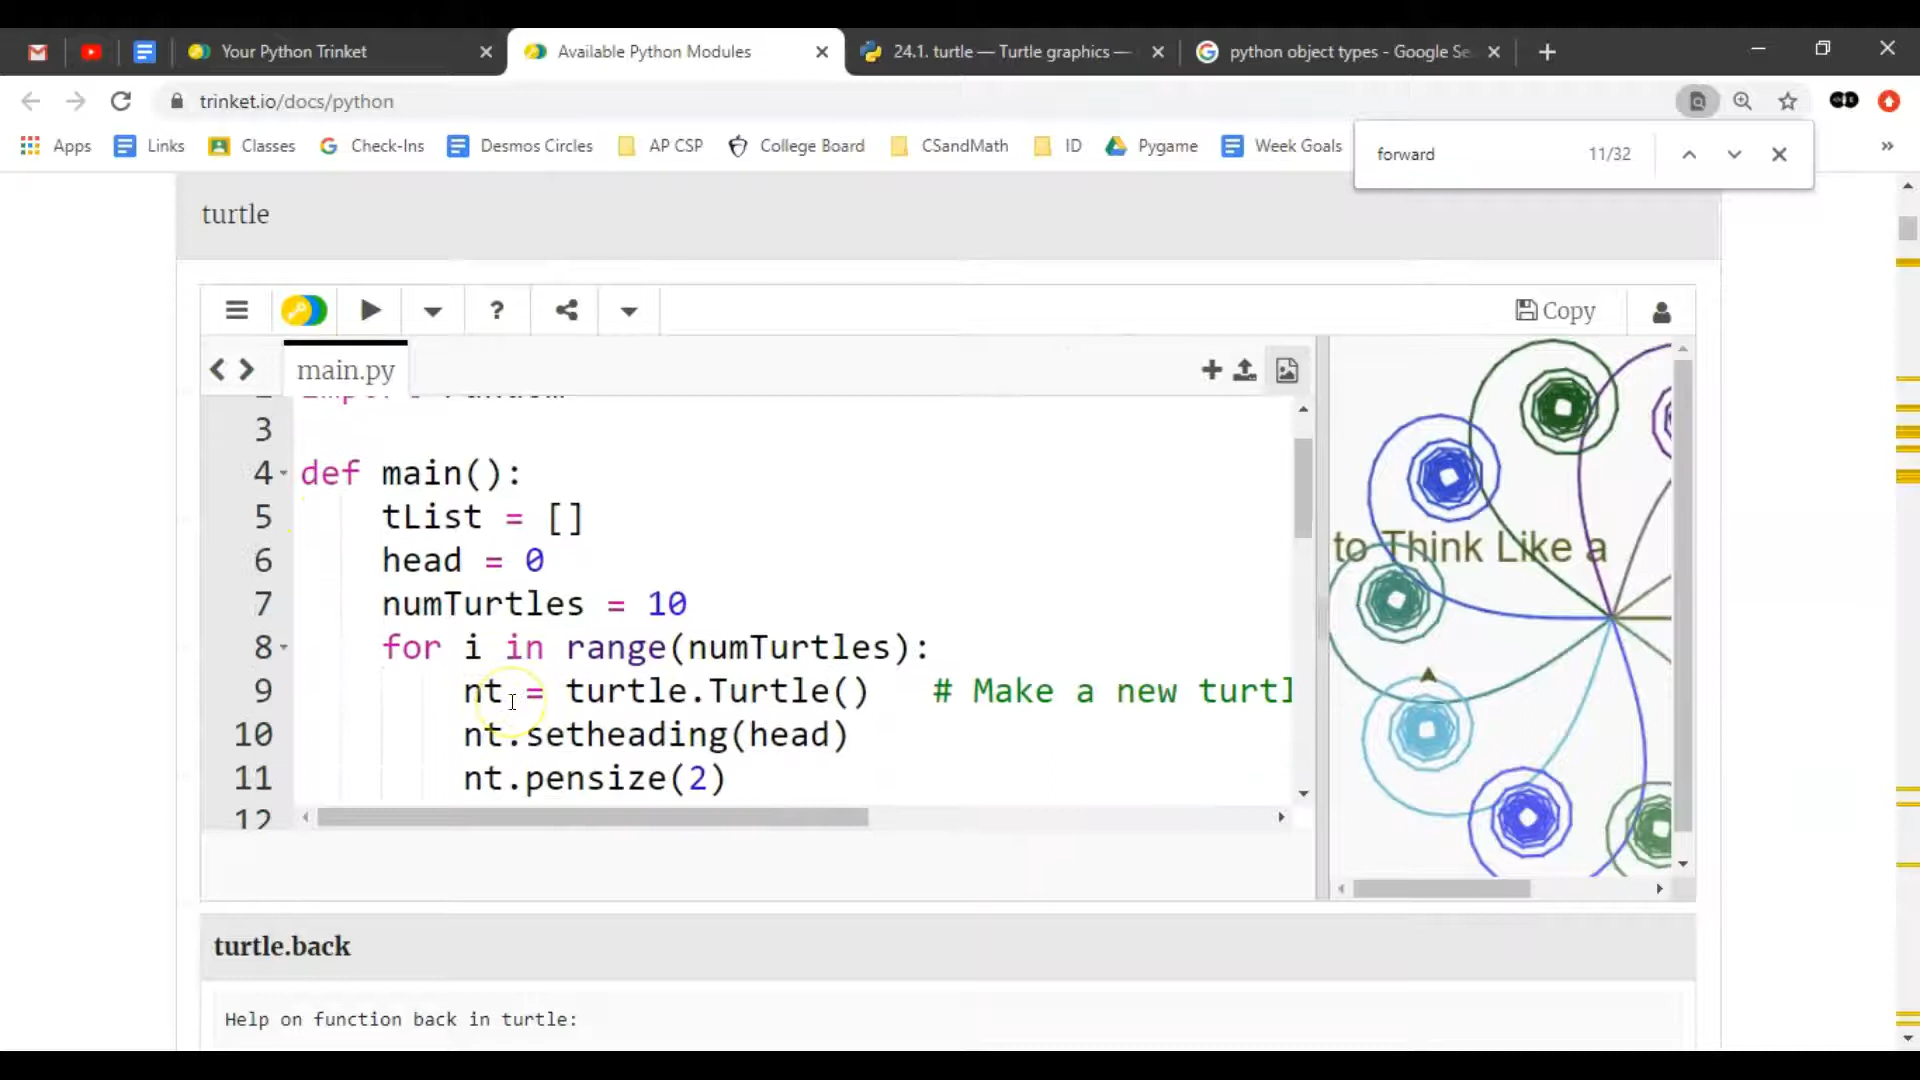 Your Python Trinket
Available Python Modules
24.1. turtle — Turtle graphics —
python object types - Google Se
trinket.io/docs/python
Apps
Links
Classes
Check-Ins
Desmos Circles
AP CSP
College Board
CSandMath
ID
Pygame
Week Goals
»
forward 11/32
turtle
?
Copy
main.py
3
4 def main():
5 tList = []
6 head = 0
7 numTurtles = 10
8 for i in range(numTurtles):
9 nt = turtle.Turtle() # Make a new turtl
10 nt.setheading(head)
11 nt.pensize(2)
12
to Think Like a
turtle.back
Help on function back in turtle: